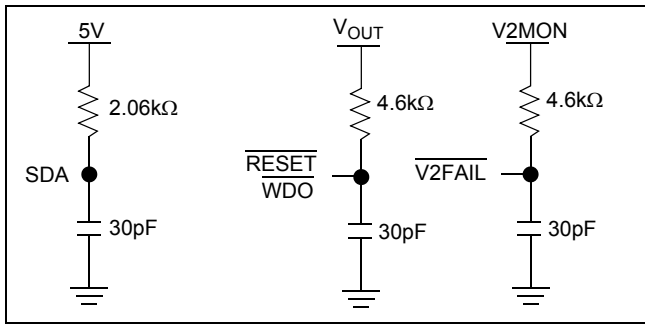 5V
2.06kΩ
SDA
30pF
VOUT
4.6kΩ
RESET
WDO
30pF
V2MON
4.6kΩ
V2FAIL
30pF